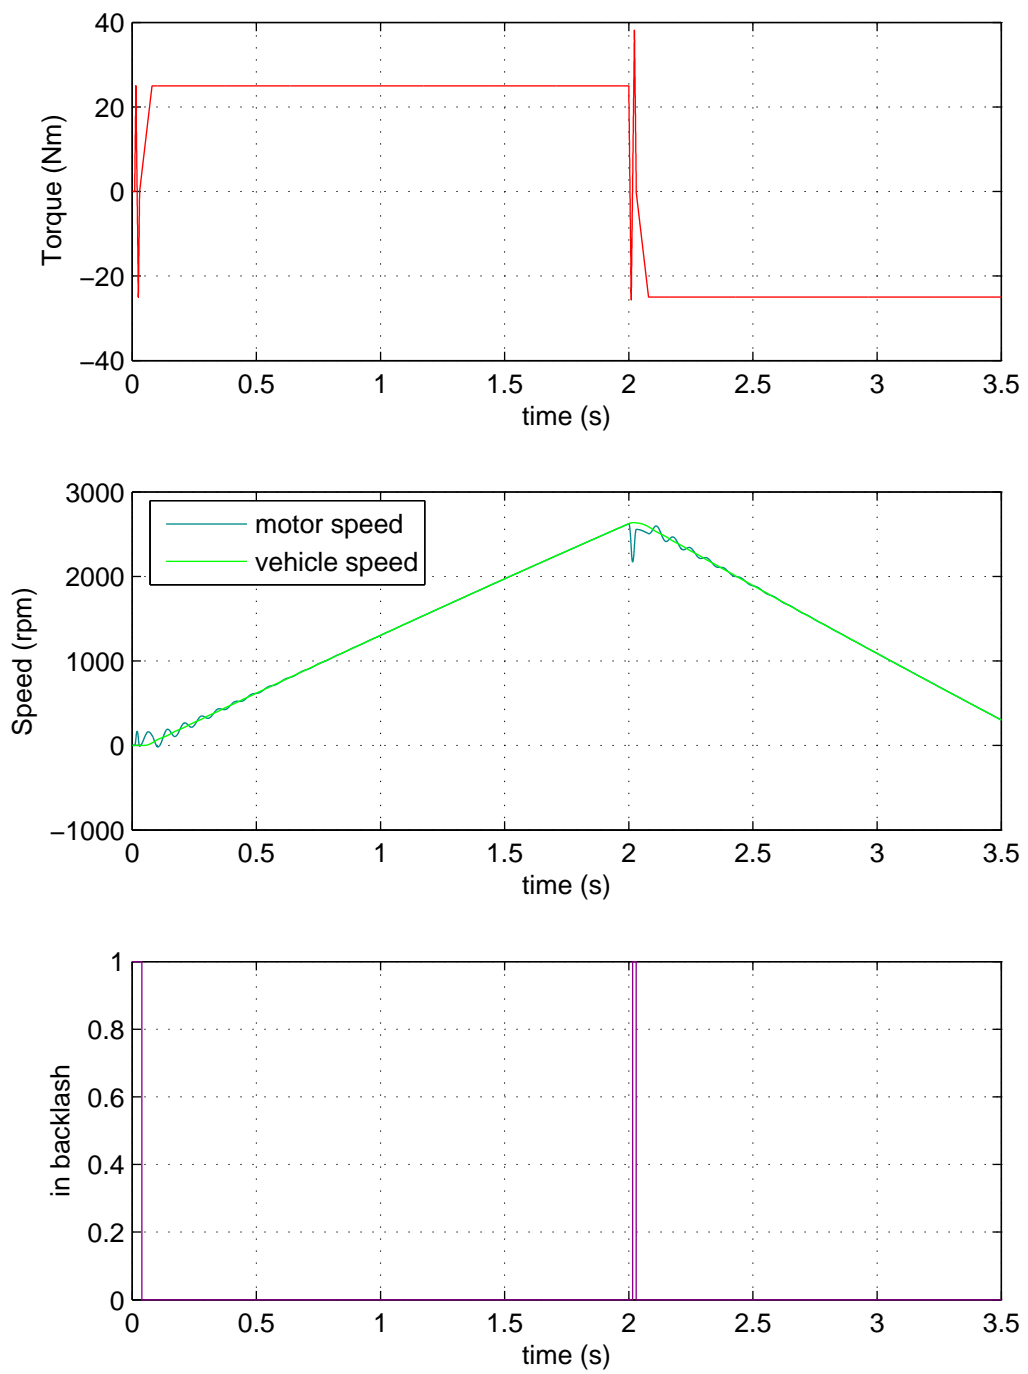 40
20
0
−20
−40
Torque (Nm)
0 0.5 1 1.5 2 2.5 3 3.5
time (s)
3000
2000
1000
0
−1000
Speed (rpm)
motor speed
vehicle speed
0 0.5 1 1.5 2 2.5 3 3.5
time (s)
1
0.8
0.6
0.4
0.2
0
in backlash
0 0.5 1 1.5 2 2.5 3 3.5
time (s)